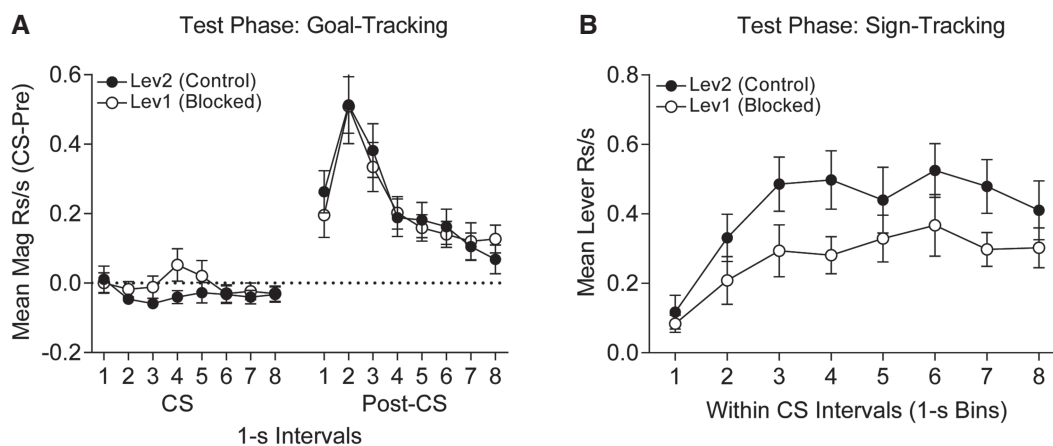 A
Test Phase: Goal-Tracking
Lev2 (Control)
Lev1 (Blocked)
Mean Mag Rs/s (CS-Pre)
0.6
0.4
0.2
0.0
-0.2
1 2 3 4 5 6 7 8 1 2 3 4 5 6 7 8
CS Post-CS
1-s Intervals
B
Test Phase: Sign-Tracking
Lev2 (Control)
Lev1 (Blocked)
Mean Lever Rs/s
0.8
0.6
0.4
0.2
0.0
1 2 3 4 5 6 7 8
Within CS Intervals (1-s Bins)